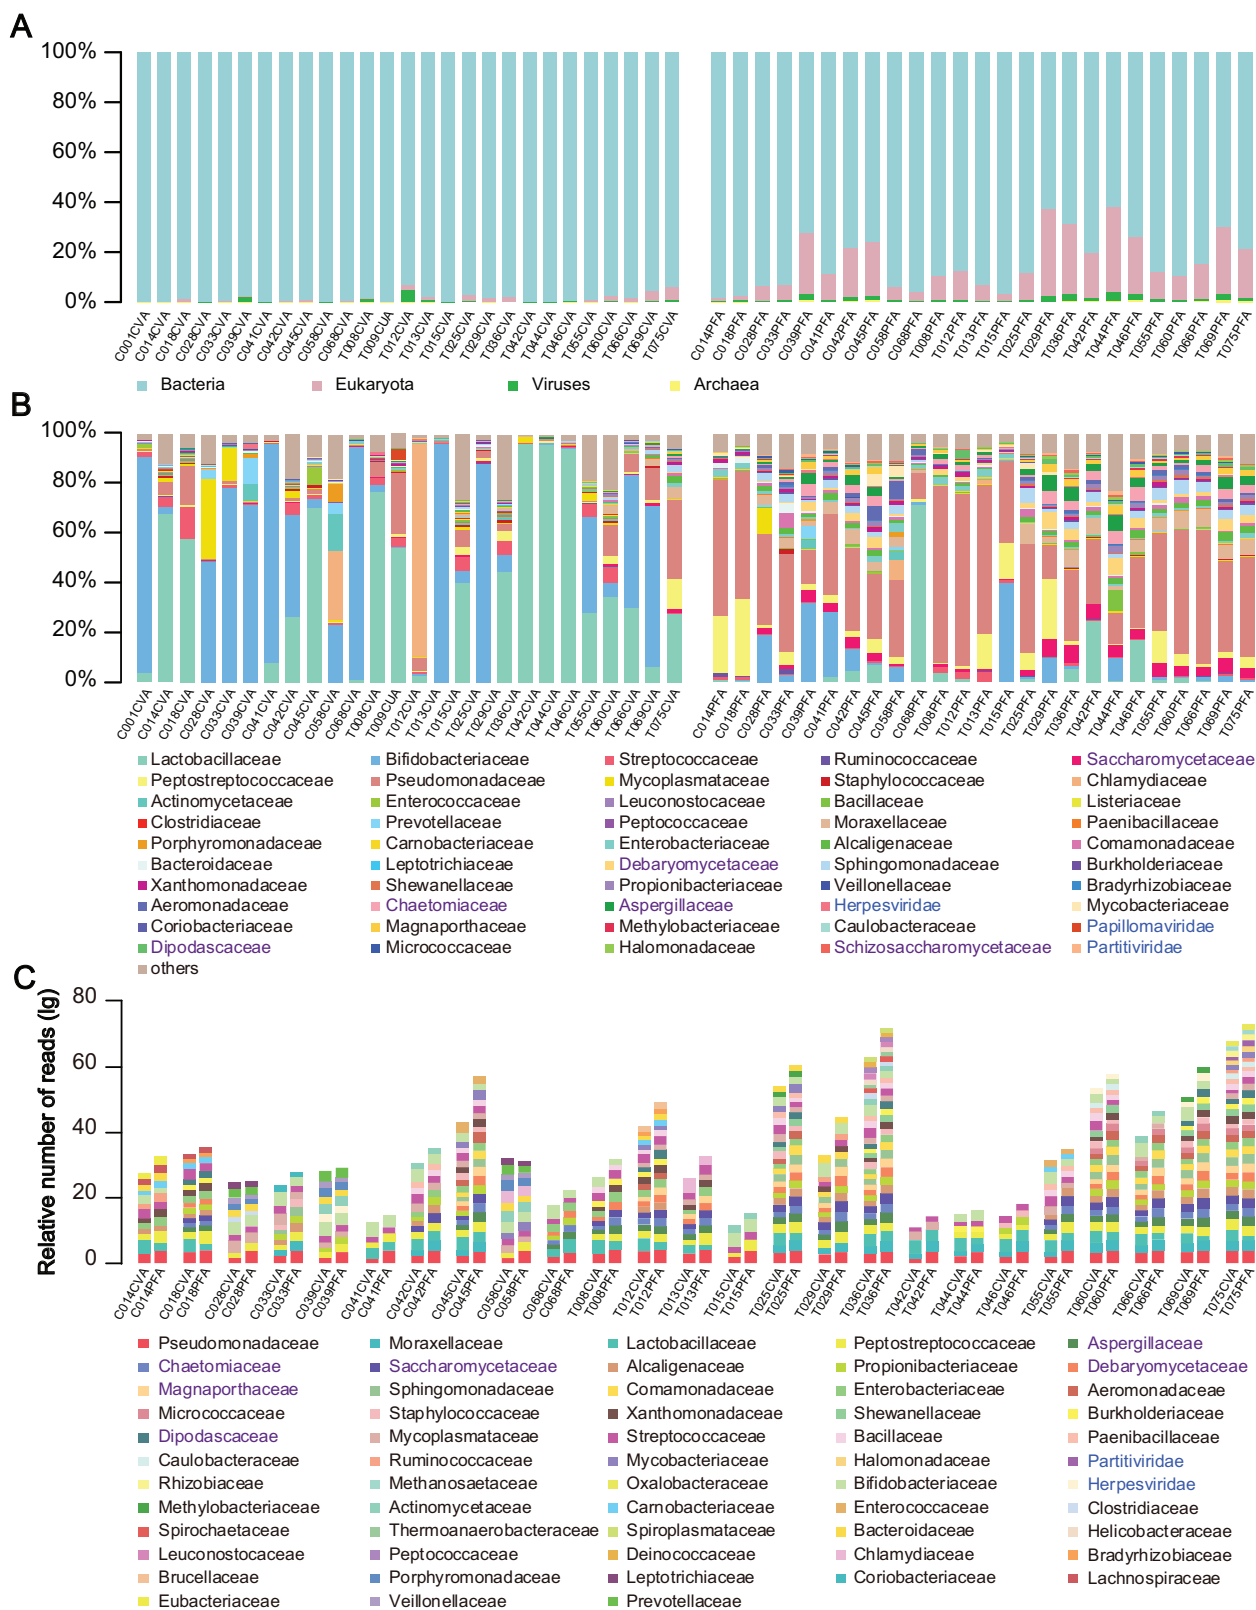 A
100%
80%
60%
40%
20%
0%
C001CVA C014CVA C018CVA C028CVA C033CVA C039CVA C041CVA C042CVA C045CVA C058CVA C068CVA T008CVA T009CUA T012CVA T013CVA T015CVA T025CVA T029CVA T036CVA T042CVA T044CVA T046CVA T055CVA T060CVA T066CVA T069CVA T075CVA
C014PFA C018PFA C028PFA C033PFA C039PFA C041PFA C042PFA C045PFA C058PFA C068PFA T008PFA T012PFA T013PFA T015PFA T025PFA T029PFA T036PFA T042PFA T044PFA T046PFA T055PFA T060PFA T066PFA T069PFA T075PFA
Bacteria Eukaryota Viruses Archaea
B
100%
80%
60%
40%
20%
0%
C001CVA C014CVA C018CVA C028CVA C033CVA C039CVA C041CVA C042CVA C045CVA C058CVA C068CVA T008CVA T009CUA T012CVA T013CVA T015CVA T025CVA T029CVA T036CVA T042CVA T044CVA T046CVA T055CVA T060CVA T066CVA T069CVA T075CVA
C014PFA C018PFA C028PFA C033PFA C039PFA C041PFA C042PFA C045PFA C058PFA C068PFA T008PFA T012PFA T013PFA T015PFA T025PFA T029PFA T036PFA T042PFA T044PFA T046PFA T055PFA T060PFA T066PFA T069PFA T075PFA
Lactobacillaceae Bifidobacteriaceae Streptococcaceae Ruminococcaceae Saccharomycetaceae
Peptostreptococcaceae Pseudomonadaceae Mycoplasmataceae Staphylococcaceae Chlamydiaceae
Actinomycetaceae Enterococcaceae Leuconostocaceae Bacillaceae Listeriaceae
Clostridiaceae Prevotellaceae Peptococcaceae Moraxellaceae Paenibacillaceae
Porphyromonadaceae Carnobacteriaceae Enterobacteriaceae Alcaligenaceae Comamonadaceae
Bacteroidaceae Leptotrichiaceae Debaryomycetaceae Sphingomonadaceae Burkholderiaceae
Xanthomonadaceae Shewanellaceae Propionibacteriaceae Veillonellaceae Bradyrhizobiaceae
Aeromonadaceae Chaetomiaceae Aspergillaceae Herpesviridae Mycobacteriaceae
Coriobacteriaceae Magnaporthaceae Methylobacteriaceae Caulobacteraceae Papillomaviridae
Dipodascaceae Micrococcaceae Halomonadaceae Schizosaccharomycetaceae Partitiviridae
others
C
Relative number of reads (lg)
80
60
40
20
0
C014CVA C014PFA C018CVA C018PFA C028CVA C028PFA C033CVA C033PFA C039CVA C039PFA C041CVA C041PFA C042CVA C042PFA C045CVA C045PFA C058CVA C058PFA C068CVA C068PFA T008CVA T008PFA T012CVA T012PFA T013CVA T013PFA T015CVA T015PFA T025CVA T025PFA T029CVA T029PFA T036CVA T036PFA T042CVA T042PFA T044CVA T044PFA T046CVA T046PFA T055CVA T055PFA T060CVA T060PFA T066CVA T066PFA T069CVA T069PFA T075CVA T075PFA
Pseudomonadaceae Moraxellaceae Lactobacillaceae Peptostreptococcaceae Aspergillaceae
Chaetomiaceae Saccharomycetaceae Alcaligenaceae Propionibacteriaceae Debaryomycetaceae
Magnaporthaceae Sphingomonadaceae Comamonadaceae Enterobacteriaceae Aeromonadaceae
Micrococcaceae Staphylococcaceae Xanthomonadaceae Shewanellaceae Burkholderiaceae
Dipodascaceae Mycoplasmataceae Streptococcaceae Bacillaceae Paenibacillaceae
Caulobacteraceae Ruminococcaceae Mycobacteriaceae Halomonadaceae Partitiviridae
Rhizobiaceae Methanosaetaceae Oxalobacteraceae Bifidobacteriaceae Herpesviridae
Methylobacteriaceae Actinomycetaceae Carnobacteriaceae Enterococcaceae Clostridiaceae
Spirochaetaceae Thermoanaerobacteraceae Spiroplasmataceae Bacteroidaceae Helicobacteraceae
Leuconostocaceae Peptococcaceae Deinococcaceae Chlamydiaceae Bradyrhizobiaceae
Brucellaceae Porphyromonadaceae Leptotrichiaceae Coriobacteriaceae Lachnospiraceae
Eubacteriaceae Veillonellaceae Prevotellaceae